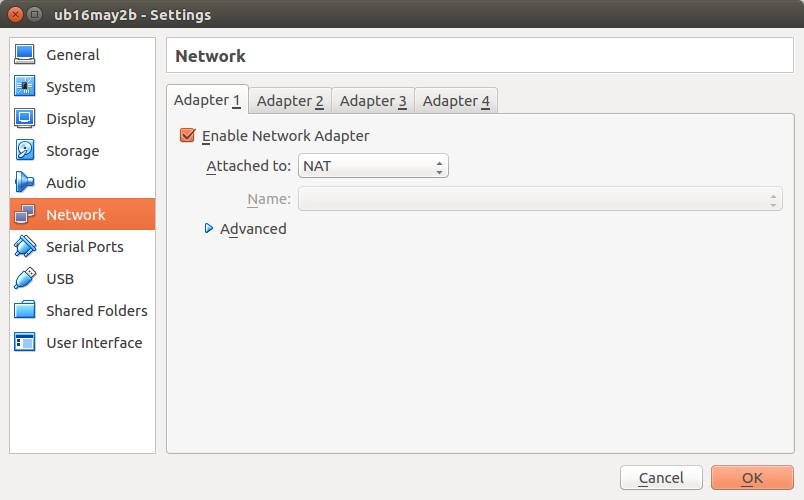 ub16may2b - Settings
General
System
Display
Storage
Audio
Network
Serial Ports
USB
Shared Folders
User Interface
Network
Adapter 1 Adapter 2 Adapter 3 Adapter 4
Enable Network Adapter
Attached to: NAT
Name:
Advanced
Cancel OK